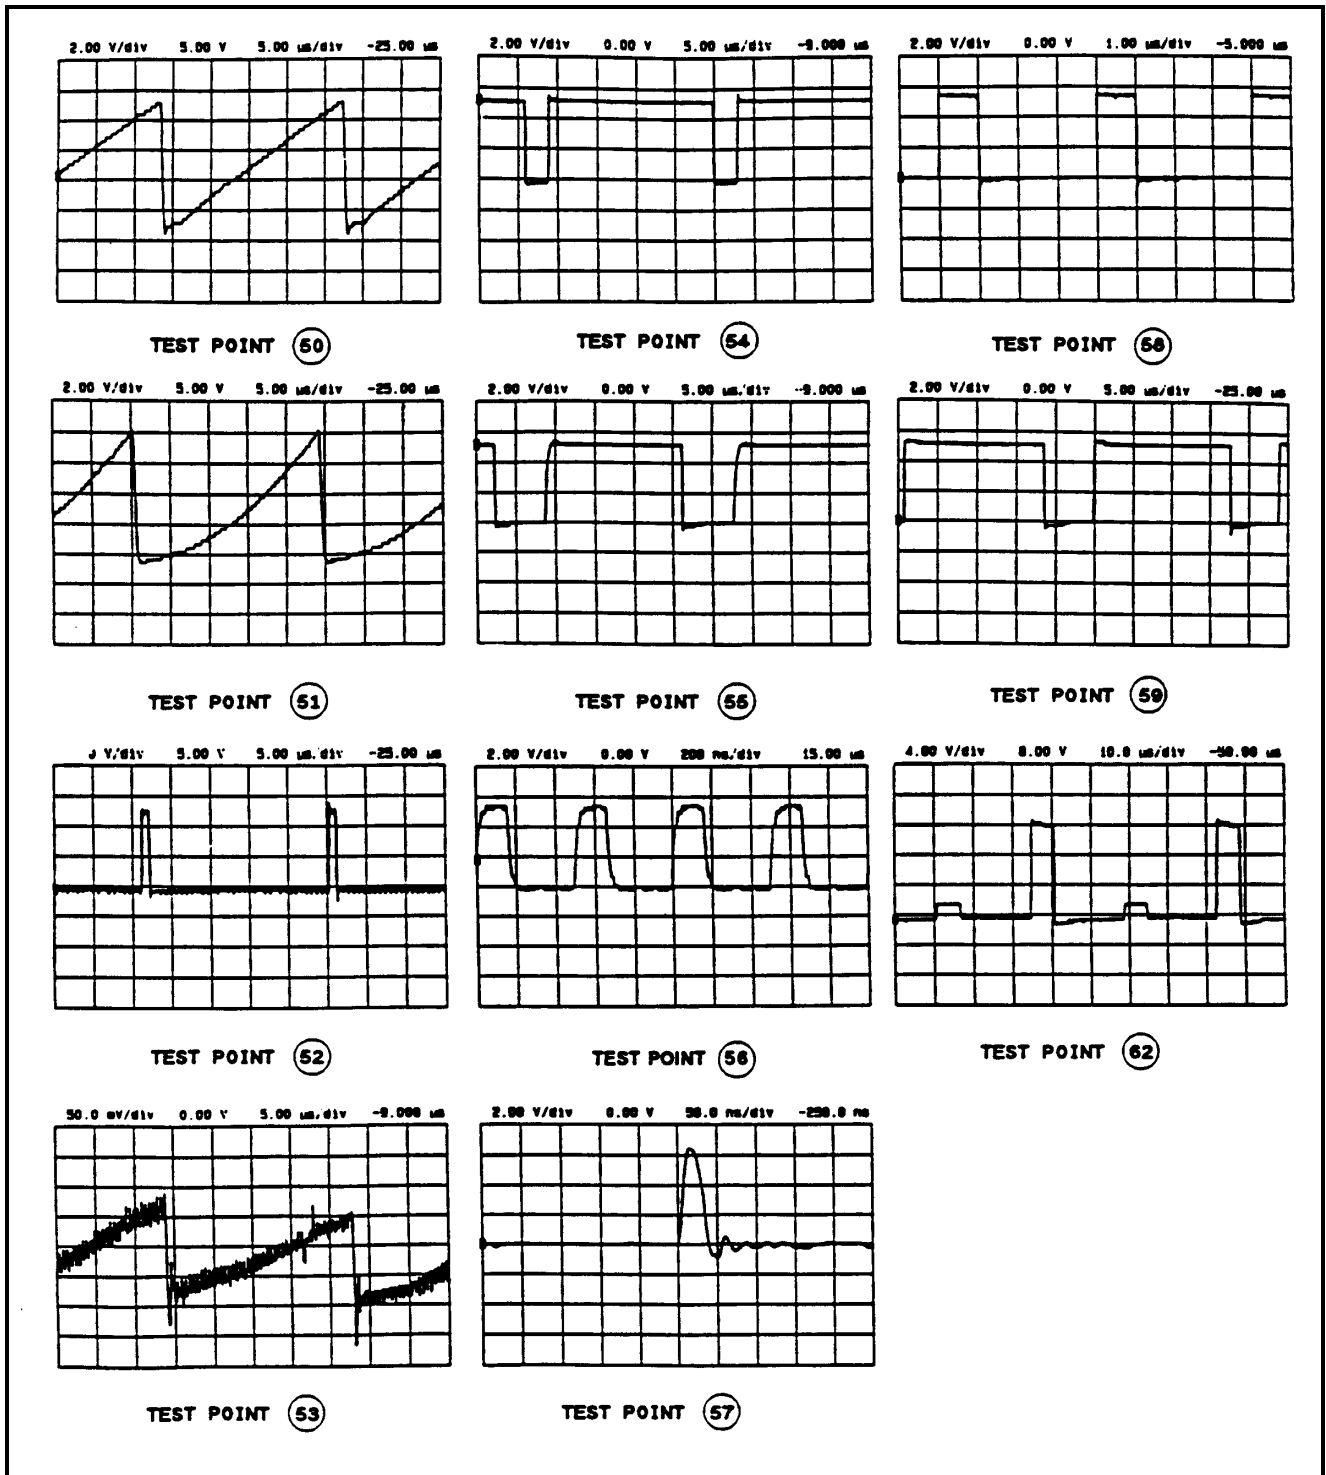 2.00 V/div 5.00 V 5.00 us/div -25.00 us
2.00 V/div 0.00 V 5.00 us/div -9.000 us
2.00 V/div 0.00 V 1.00 us/div -5.000 us
TEST POINT 50
TEST POINT 54
TEST POINT 58
2.00 V/div 5.00 V 5.00 us/div -25.00 us
2.00 V/div 0.00 V 5.00 us/div -9.000 us
2.00 V/div 0.00 V 5.00 us/div -25.00 us
TEST POINT 51
TEST POINT 55
TEST POINT 59
V/div 5.00 V 5.00 us/div -25.00 us
2.00 V/div 0.00 V 200 ns/div 15.00 us
4.00 V/div 8.00 V 10.0 us/div -50.00 us
TEST POINT 52
TEST POINT 56
TEST POINT 62
50.0 mV/div 0.00 V 5.00 us/div -9.000 us
2.00 V/div 0.00 V 50.0 ns/div -250.0 ns
TEST POINT 53
TEST POINT 57